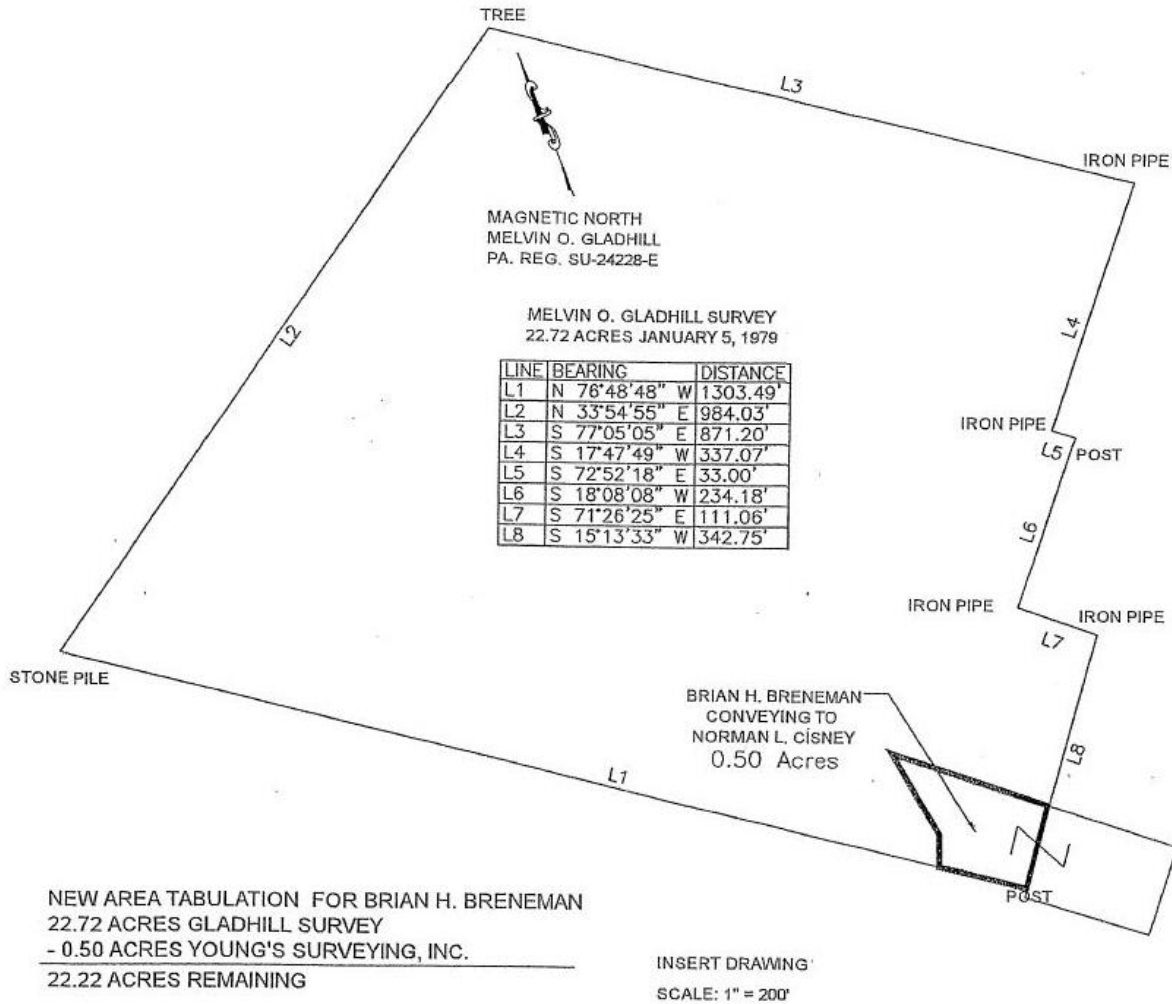 TREE
L3
IRON PIPE
MAGNETIC NORTH
MELVIN O. GLADHILL
PA. REG. SU-24228-E
L2
L4
MELVIN O. GLADHILL SURVEY
22.72 ACRES JANUARY 5, 1979
LINE BEARING DISTANCE
L1 N 76°48'48" W 1303.49'
L2 N 33°54'55" E 984.03'
L3 S 77°05'05" E 871.20'
L4 S 17°47'49" W 337.07'
L5 S 72°52'18" E 33.00'
L6 S 18°08'08" W 234.18'
L7 S 71°26'25" E 111.06'
L8 S 15°13'33" W 342.75'
IRON PIPE
L5 POST
L6
IRON PIPE
IRON PIPE
L7
STONE PILE
BRIAN H. BRENEMAN
CONVEYING TO
NORMAN L. CISNEY
0.50 Acres
L8
L1
POST
NEW AREA TABULATION FOR BRIAN H. BRENEMAN
22.72 ACRES GLADHILL SURVEY
- 0.50 ACRES YOUNG'S SURVEYING, INC.
22.22 ACRES REMAINING
INSERT DRAWING
SCALE: 1" = 200'